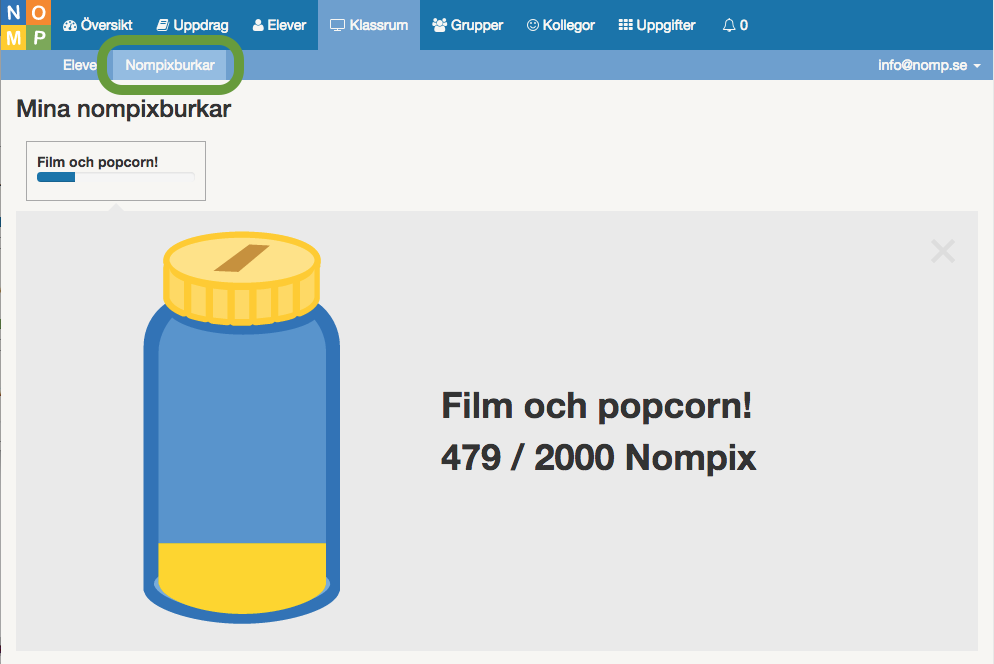 N O
M P
Översikt Uppdrag Elever Klassrum Grupper Kollegor Uppgifter 0
Eleve Nompixburkar info@nomp.se
Mina nompixburkar
Film och popcorn!
Film och popcorn!
479 / 2000 Nompix